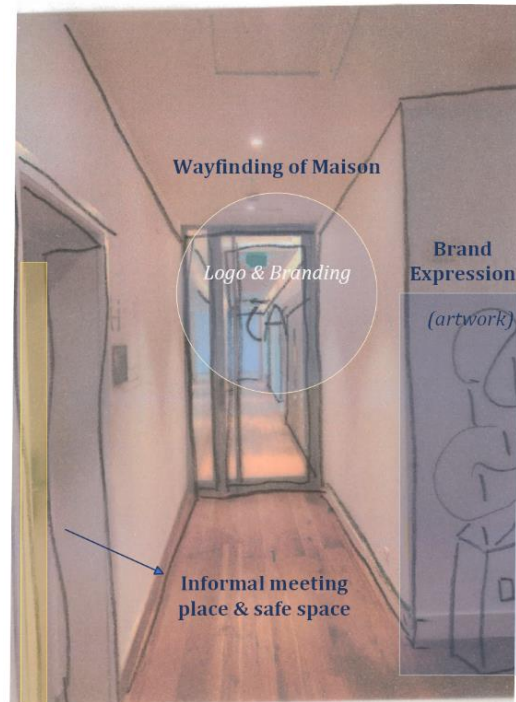 Wayfinding of Maison
Logo & Branding
Brand
Expression
(artwork)
Informal meeting
place & safe space